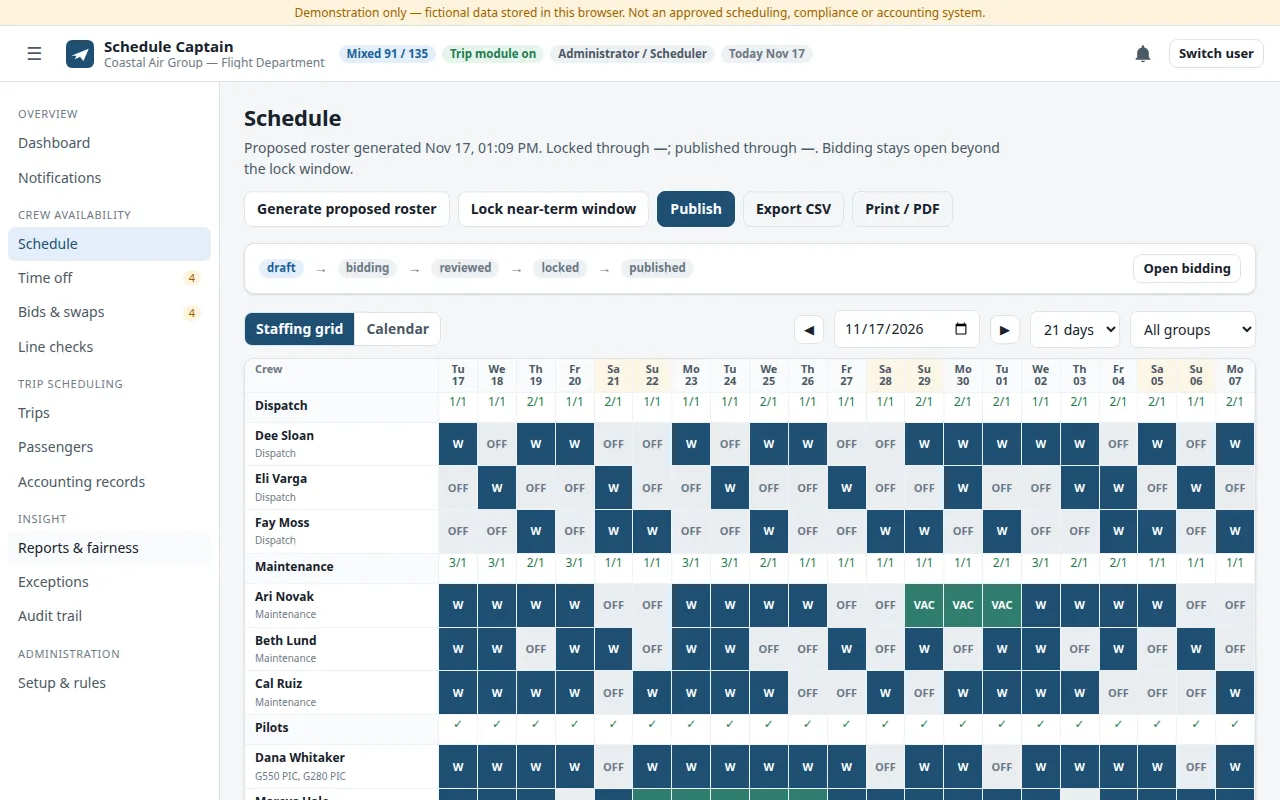 Demonstration only — fictional data stored in this browser. Not an approved scheduling, compliance or accounting system.
☰ Schedule Captain
Coastal Air Group — Flight Department
Mixed 91 / 135 Trip module on Administrator / Scheduler Today Nov 17
Switch user
OVERVIEW
Dashboard
Notifications
CREW AVAILABILITY
Schedule
Time off 4
Bids & swaps 4
Line checks
TRIP SCHEDULING
Trips
Passengers
Accounting records
INSIGHT
Reports & fairness
Exceptions
Audit trail
ADMINISTRATION
Setup & rules
Schedule
Proposed roster generated Nov 17, 01:09 PM. Locked through —; published through —. Bidding stays open beyond
the lock window.
Generate proposed roster Lock near-term window Publish Export CSV Print / PDF
draft → bidding → reviewed → locked → published Open bidding
Staffing grid Calendar ◀ 11/17/2026 ▶ 21 days All groups
Crew Tu 17 We 18 Th 19 Fr 20 Sa 21 Su 22 Mo 23 Tu 24 We 25 Th 26 Fr 27 Sa 28 Su 29 Mo 30 Tu 01 We 02 Th 03 Fr 04 Sa 05 Su 06 Mo 07
Dispatch 1/1 1/1 2/1 1/1 2/1 1/1 1/1 1/1 2/1 1/1 1/1 1/1 2/1 2/1 2/1 1/1 2/1 2/1 2/1 1/1 2/1
Dee Sloan W OFF W W OFF OFF W OFF W W OFF OFF W W W W W OFF W OFF W
Dispatch
Eli Varga OFF W OFF OFF W OFF OFF W OFF OFF W OFF OFF W OFF OFF W W OFF W OFF
Dispatch
Fay Moss OFF OFF W OFF W W OFF OFF W OFF OFF W W OFF W OFF OFF W W OFF W
Dispatch
Maintenance 3/1 3/1 2/1 3/1 1/1 1/1 3/1 3/1 2/1 1/1 1/1 1/1 1/1 1/1 2/1 3/1 2/1 2/1 1/1 1/1 1/1
Ari Novak W W W W OFF OFF W W W W OFF OFF VAC VAC VAC W W W W OFF OFF
Maintenance
Beth Lund W W OFF W W OFF W W OFF OFF W OFF W OFF W W OFF W OFF W OFF
Maintenance
Cal Ruiz W W W W OFF W W W W OFF OFF W OFF W W W W OFF OFF OFF W
Maintenance
Pilots ✓ ✓ ✓ ✓ ✓ ✓ ✓ ✓ ✓ ✓ ✓ ✓ ✓ ✓ ✓ ✓ ✓ ✓ ✓ ✓ ✓
Dana Whitaker W W W W OFF W W W W W W OFF W W OFF W W W W OFF W
G550 PIC, G280 PIC